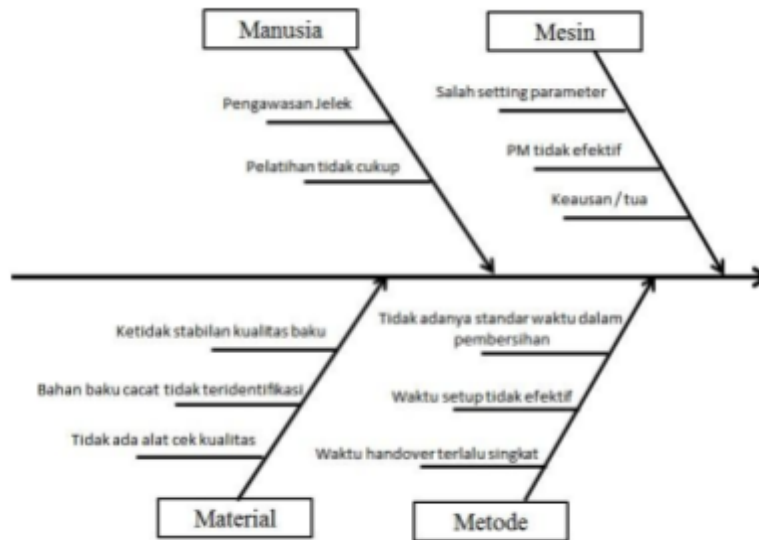 Manusia
Mesin
Pengawasan Jelek
Salah setting parameter
Pelatihan tidak cukup
PM tidak efektif
Keausan / tua
Ketidak stabilan kualitas baku
Tidak adanya standar waktu dalam
pembersihan
Bahan baku cacat tidak teridentifikasi
Waktu setup tidak efektif
Tidak ada alat cek kualitas
Waktu handover terlalu singkat
Material
Metode